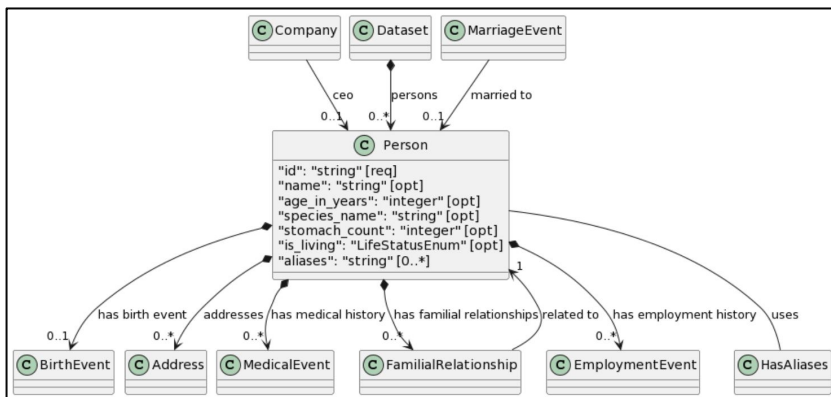 C Company
C Dataset
C MarriageEvent
ceo
persons
married to
0..1
0..*
0..1
C Person
"id": "string" [req]
"name": "string" [opt]
"age_in_years": "integer" [opt]
"species_name": "string" [opt]
"stomach_count": "integer" [opt]
"is_living": "LifeStatusEnum" [opt]
"aliases": "string" [0..*]
1
has birth event
addresses
has medical history
has familial relationships
related to
has employment history
uses
0..1
0..*
0..*
0..*
0..*
C BirthEvent
C Address
C MedicalEvent
C FamilialRelationship
C EmploymentEvent
C HasAliases